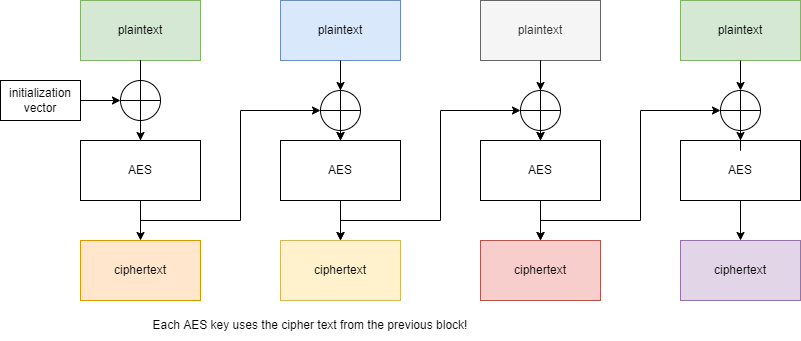 plaintext
plaintext
plaintext
plaintext
initialization
vector
AES
AES
AES
AES
ciphertext
ciphertext
ciphertext
ciphertext
Each AES key uses the cipher text from the previous block!